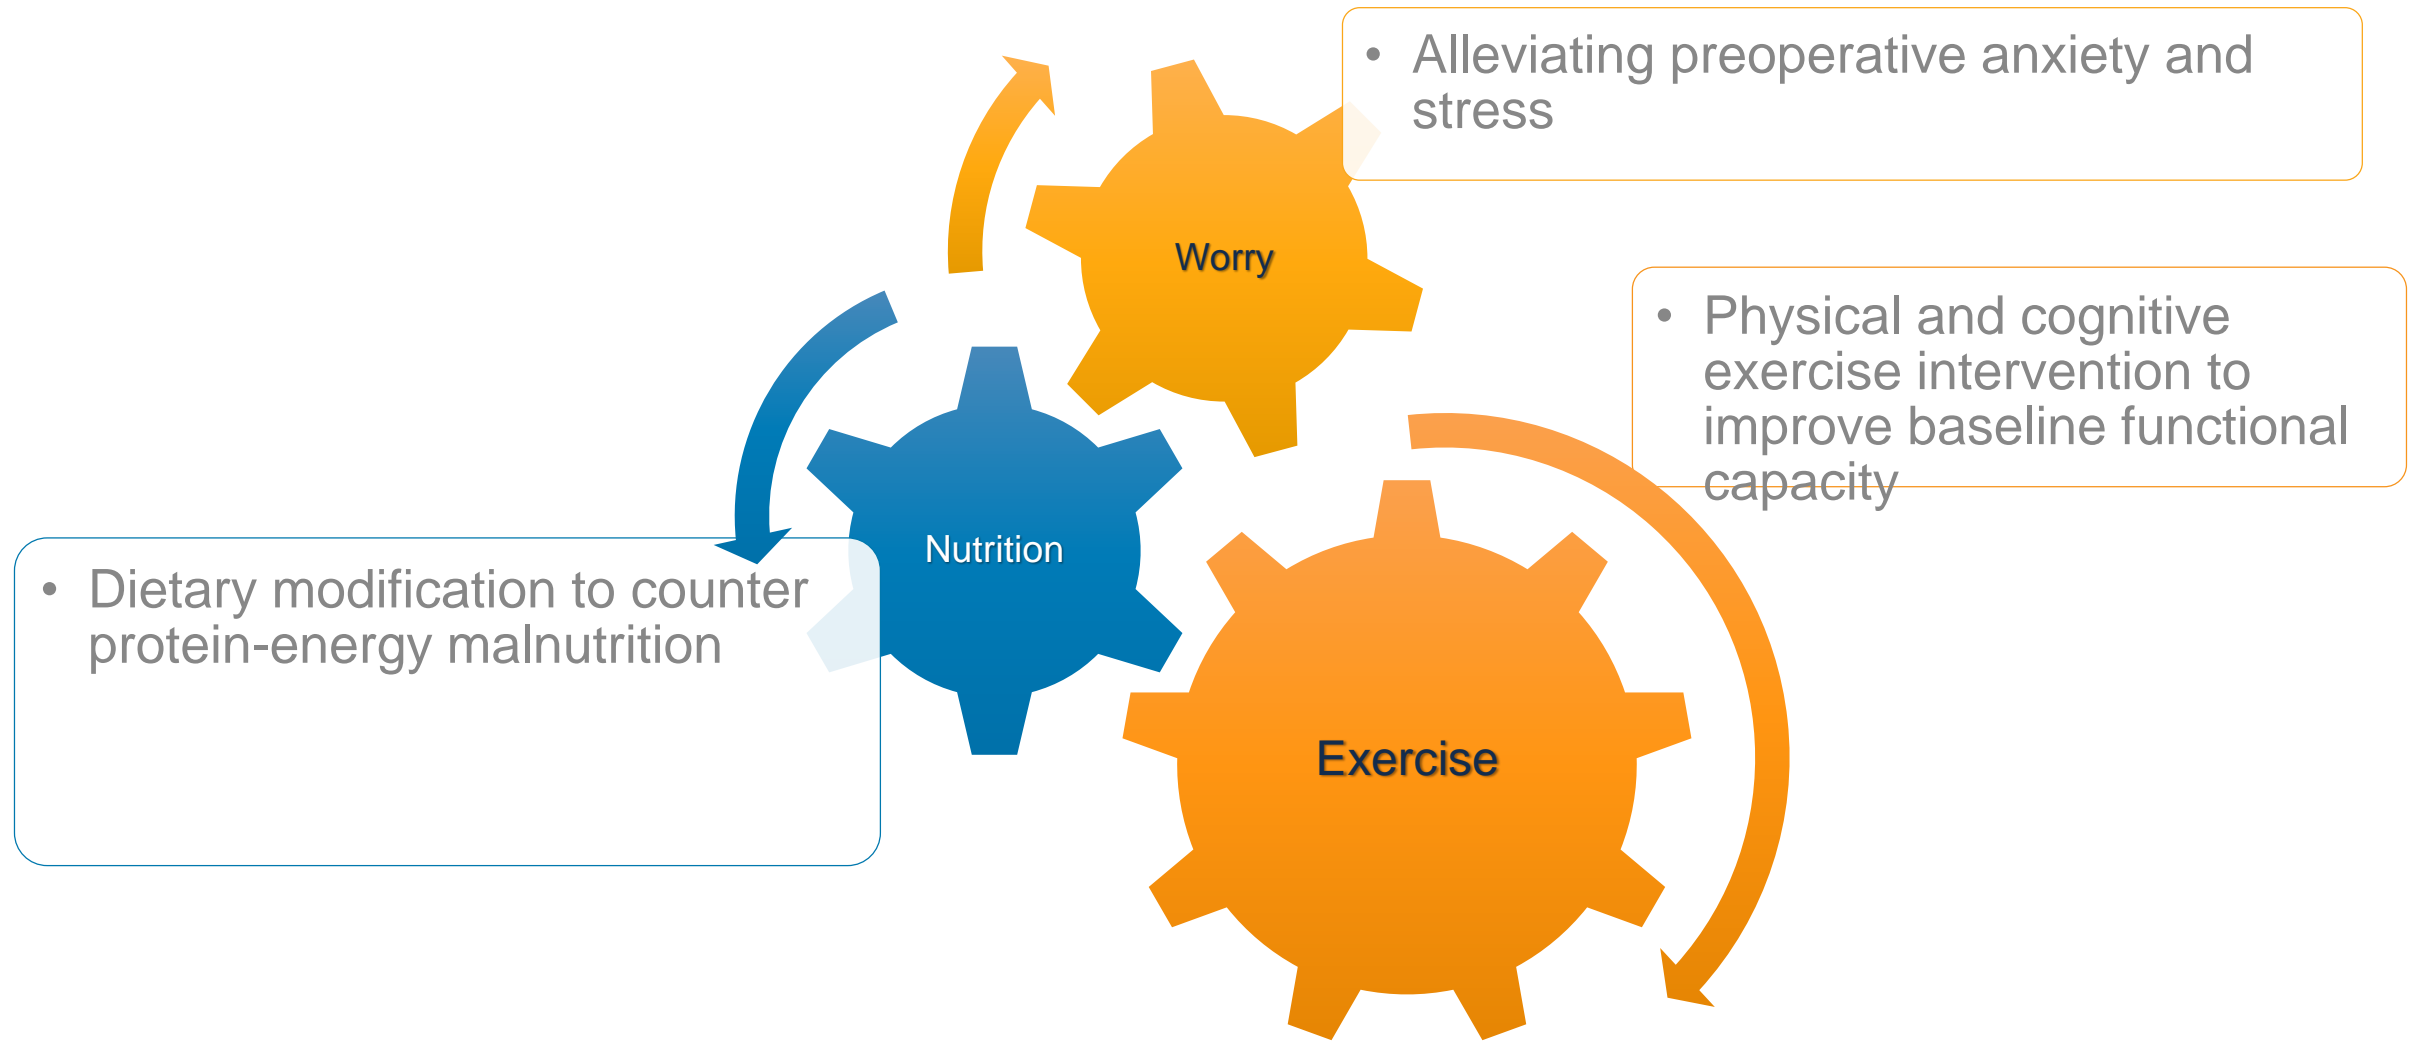 • Alleviating preoperative anxiety and
stress
Worry
• Physical and cognitive
exercise intervention to
improve baseline functional
capacity
Nutrition
• Dietary modification to counter
protein-energy malnutrition
Exercise